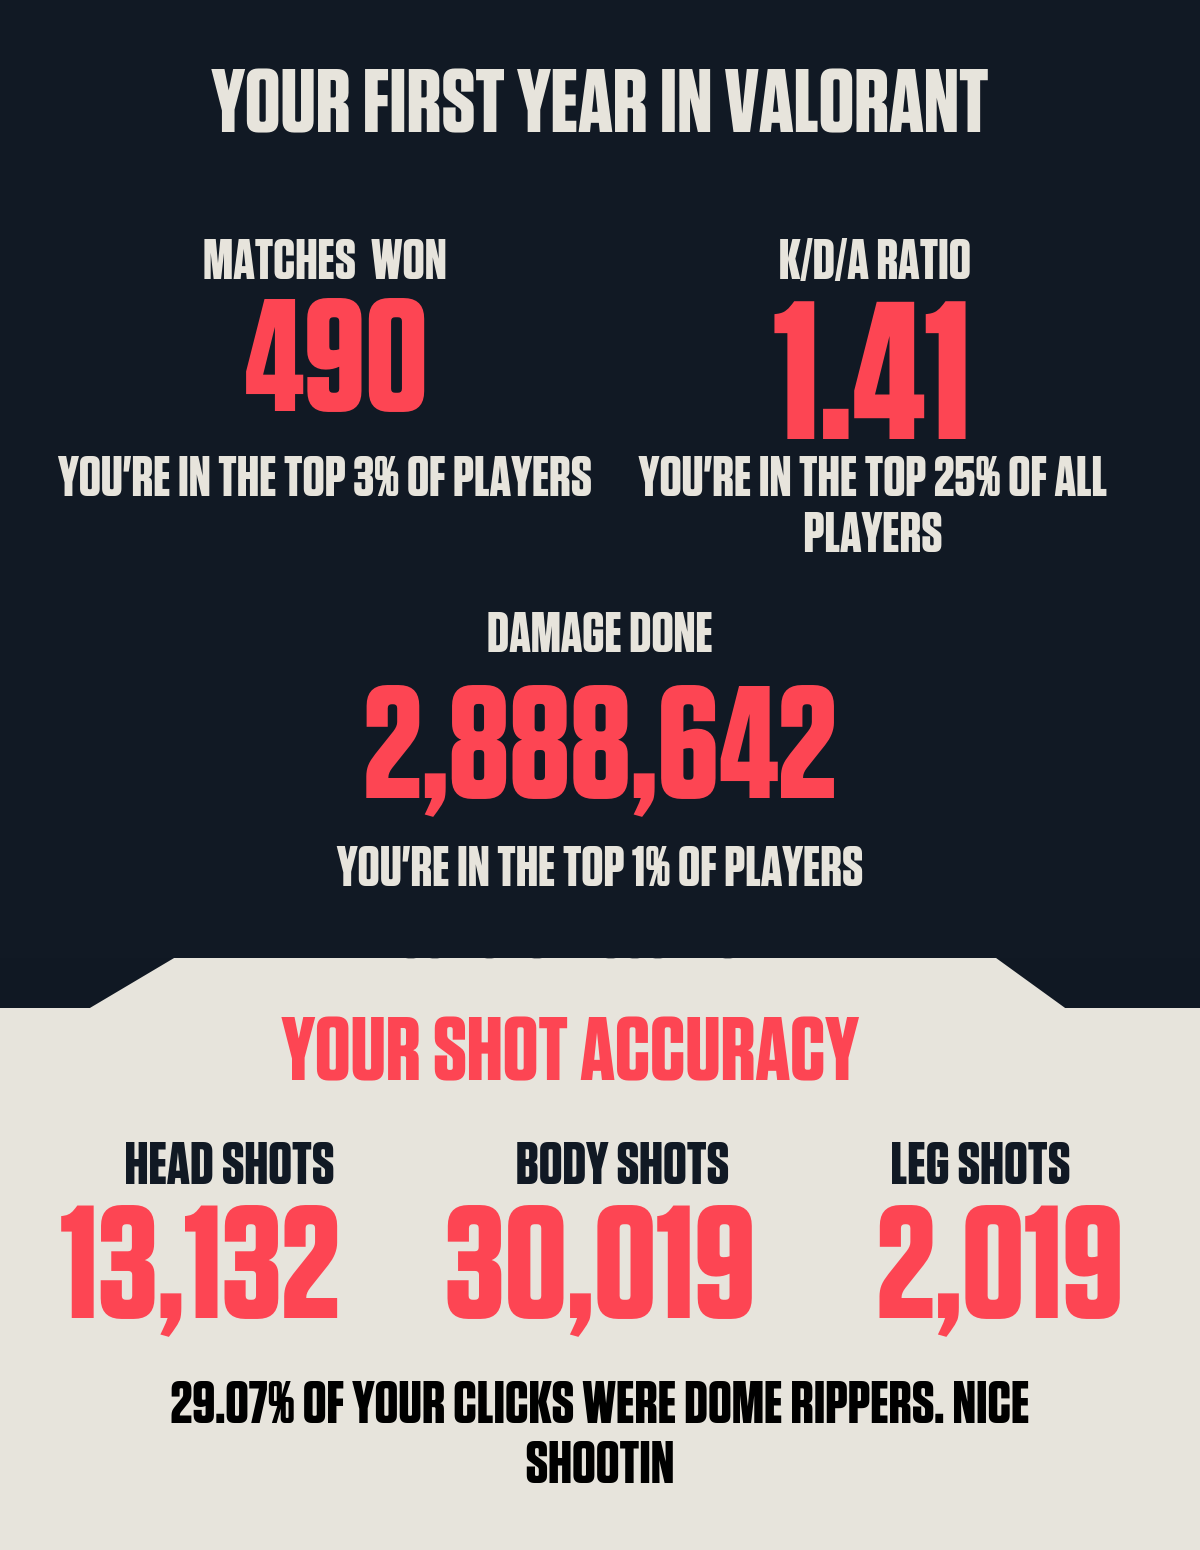 YOUR FIRST YEAR IN VALORANT
MATCHES WON
490
YOU'RE IN THE TOP 3% OF PLAYERS
K/D/A RATIO
1.41
YOU'RE IN THE TOP 25% OF ALL
PLAYERS
DAMAGE DONE
2,888,642
YOU'RE IN THE TOP 1% OF PLAYERS
YOUR SHOT ACCURACY
HEAD SHOTS
13,132
BODY SHOTS
30,019
LEG SHOTS
2,019
29.07% OF YOUR CLICKS WERE DOME RIPPERS. NICE
SHOOTIN